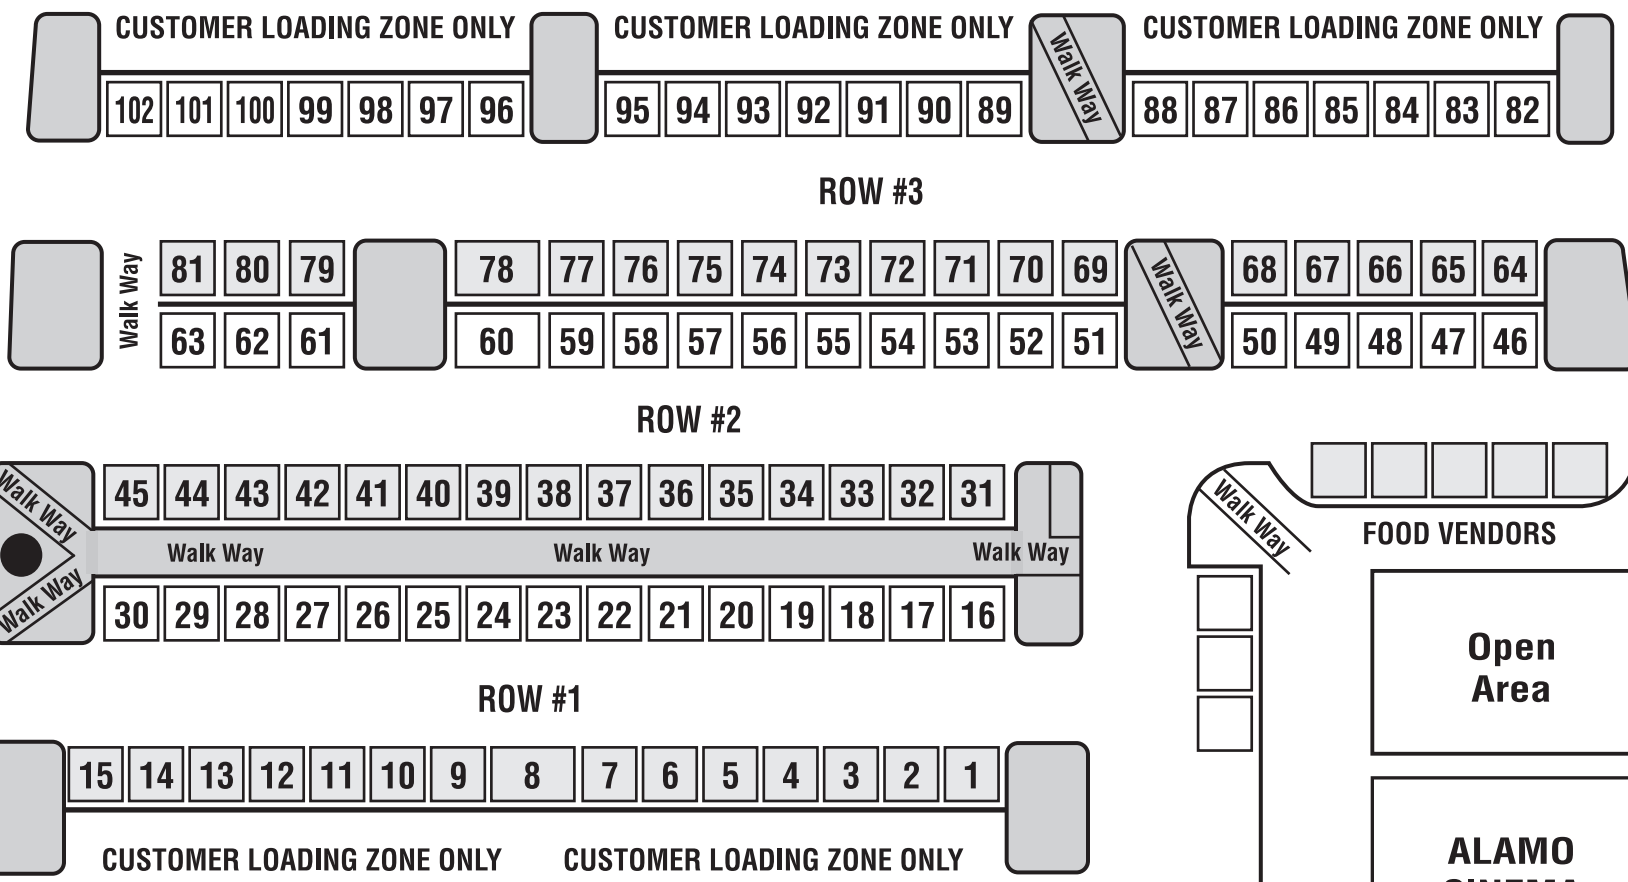 CUSTOMER LOADING ZONE ONLY CUSTOMER LOADING ZONE ONLY CUSTOMER LOADING ZONE ONLY
Walk Way
102 101 100 99 98 97 96 95 94 93 92 91 90 89 88 87 86 85 84 83 82
ROW #3
Walk Way
81 80 79 78 77 76 75 74 73 72 71 70 69 68 67 66 65 64
Walk Way
63 62 61 60 59 58 57 56 55 54 53 52 51 50 49 48 47 46
ROW #2
Walk Way
45 44 43 42 41 40 39 38 37 36 35 34 33 32 31
Walk Way
FOOD VENDORS
Walk Way Walk Way Walk Way
Walk Way
30 29 28 27 26 25 24 23 22 21 20 19 18 17 16
Open
Area
ROW #1
15 14 13 12 11 10 9 8 7 6 5 4 3 2 1
CUSTOMER LOADING ZONE ONLY CUSTOMER LOADING ZONE ONLY
ALAMO
CINEMA